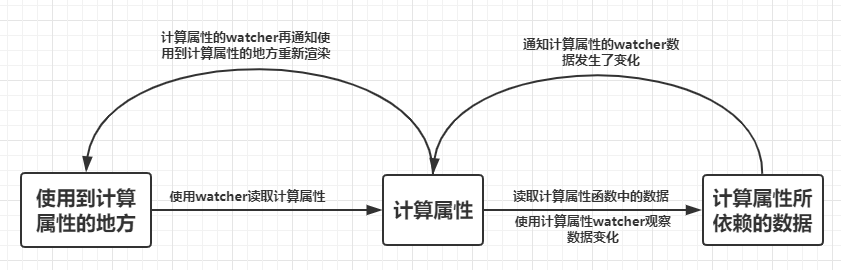 计算属性的watcher再通知使
用到计算属性的地方重新渲染
通知计算属性的watcher数
据发生了变化
使用到计算
属性的地方
使用watcher读取计算属性
计算属性
读取计算属性函数中的数据
使用计算属性watcher观察
数据变化
计算属性所
依赖的数据